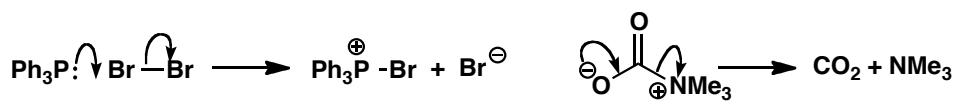 O
Ph₃P: Br—Br Ph₃P⊕-Br + Br⊖ ⊖O ⊕NMe₃ CO₂ + NMe₃